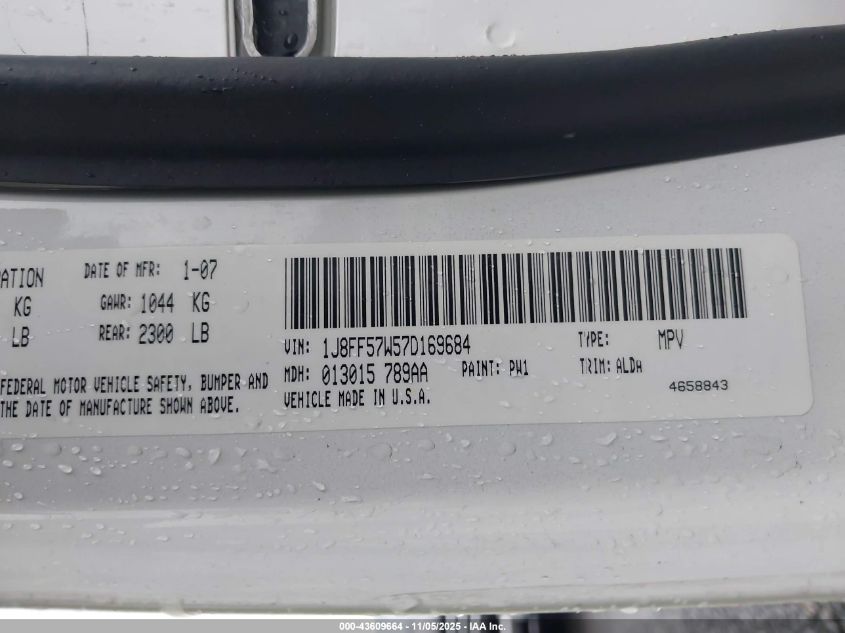 RATION DATE OF MFR: 1-07
KG GAWR: 1044 KG
LB REAR: 2300 LB
VIN: 1J8FF57W57D169684 TYPE: MPV
MDH: 013015 789AA PAINT: PW1 TRIM: ALDA
FEDERAL MOTOR VEHICLE SAFETY, BUMPER AND
THE DATE OF MANUFACTURE SHOWN ABOVE.
VEHICLE MADE IN U.S.A.
4658843
000-43609664 - 11/05/2025 - IAA Inc.